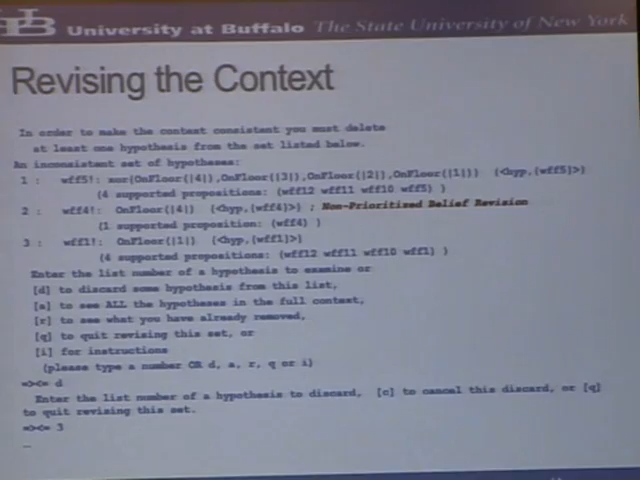 UB University at Buffalo The State University of New York
Revising the Context
In order to make the context consistent you must delete
at least one hypothesis from the set listed below.
An inconsistent set of hypotheses:
1 : wff5!: xor{OnFloor(|4|),OnFloor(|3|),OnFloor(|2|),OnFloor(|1|)} {<hyp,{wff5}>}
(4 supported propositions: (wff12 wff11 wff10 wff5) )
2 : wff4!: OnFloor(|4|) {<hyp,{wff4}>} ; Non-Prioritized Belief Revision
(1 supported proposition: (wff4) )
3 : wff1!: OnFloor(|1|) {<hyp,{wff1}>}
(4 supported propositions: (wff12 wff11 wff10 wff1) )
Enter the list number of a hypothesis to examine or
[d] to discard some hypothesis from this list,
[a] to see ALL the hypotheses in the full context,
[r] to see what you have already removed,
[q] to quit revising this set, or
[i] for instructions
(please type a number OR d, a, r, q or i)
=><= d
Enter the list number of a hypothesis to discard, [c] to cancel this discard, or [q]
to quit revising this set.
=><= 3